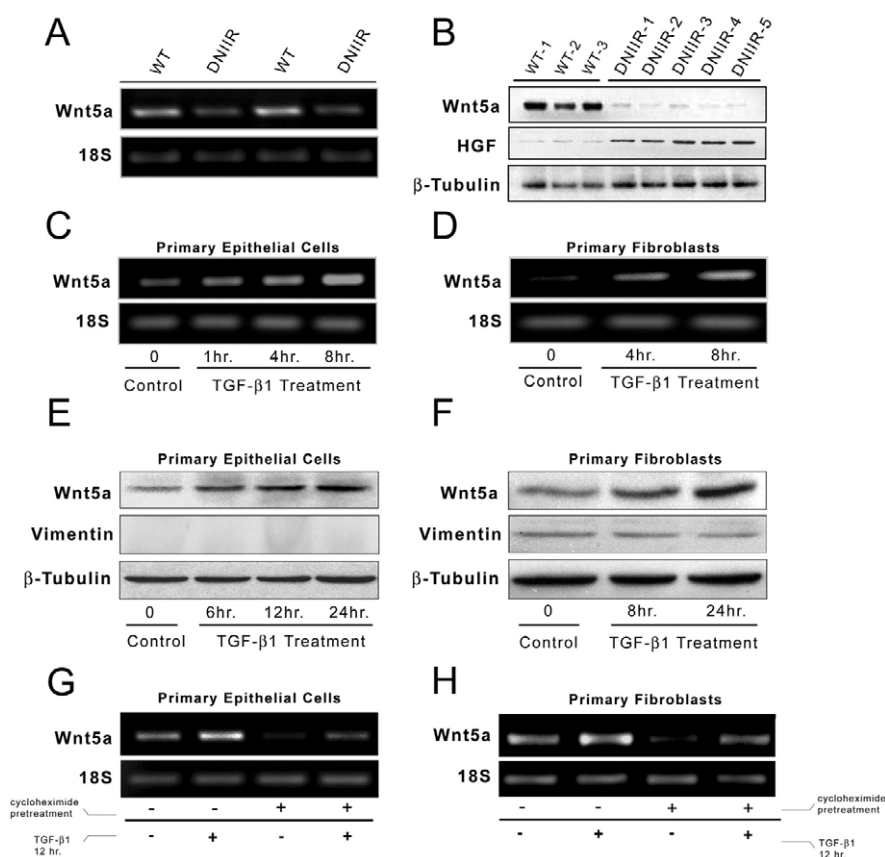 A
WT DNIIR WT DNIIR
Wnt5a
18S
B
WT-1 WT-2 WT-3 DNIIR-1 DNIIR-2 DNIIR-3 DNIIR-4 DNIIR-5
Wnt5a
HGF
β-Tubulin
C
Primary Epithelial Cells
Wnt5a
18S
0 1hr. 4hr. 8hr.
Control TGF-β1 Treatment
D
Primary Fibroblasts
Wnt5a
18S
0 4hr. 8hr.
Control TGF-β1 Treatment
E
Primary Epithelial Cells
Wnt5a
Vimentin
β-Tubulin
0 6hr. 12hr. 24hr.
Control TGF-β1 Treatment
F
Primary Fibroblasts
Wnt5a
Vimentin
β-Tubulin
0 8hr. 24hr.
Control TGF-β1 Treatment
G
Primary Epithelial Cells
Wnt5a
18S
cycloheximide
pretreatment
- - + +
TGF-β1
12 hr.
- + - +
H
Primary Fibroblasts
Wnt5a
18S
- - + +
cycloheximide
pretreatment
- + - +
TGF-β1
12 hr.